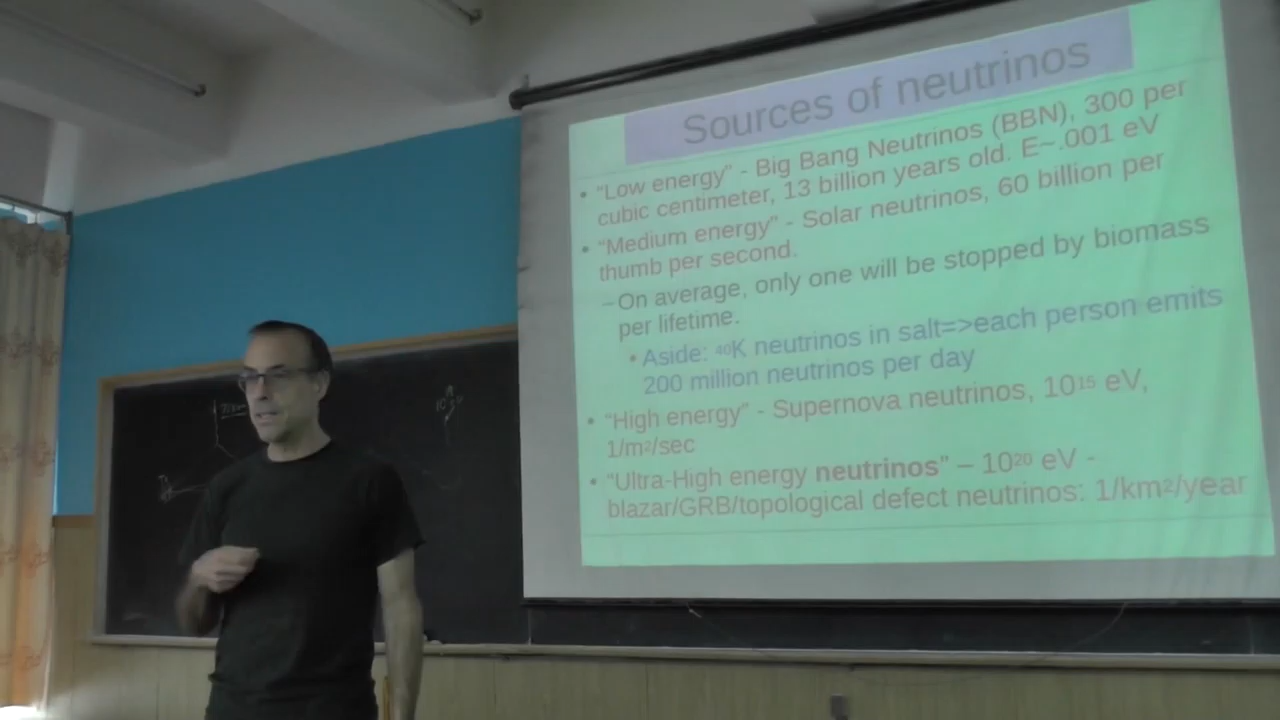 Sources of neutrinos
• “Low energy” - Big Bang Neutrinos (BBN), 300 per
cubic centimeter, 13 billion years old. E~.001 eV
• “Medium energy” - Solar neutrinos, 60 billion per
thumb per second.
–On average, only one will be stopped by biomass
per lifetime.
• Aside: ⁴⁰K neutrinos in salt=>each person emits
200 million neutrinos per day
• “High energy” - Supernova neutrinos, 10¹⁵ eV,
1/m²/sec
• “Ultra-High energy neutrinos” – 10²⁰ eV -
blazar/GRB/topological defect neutrinos: 1/km²/year